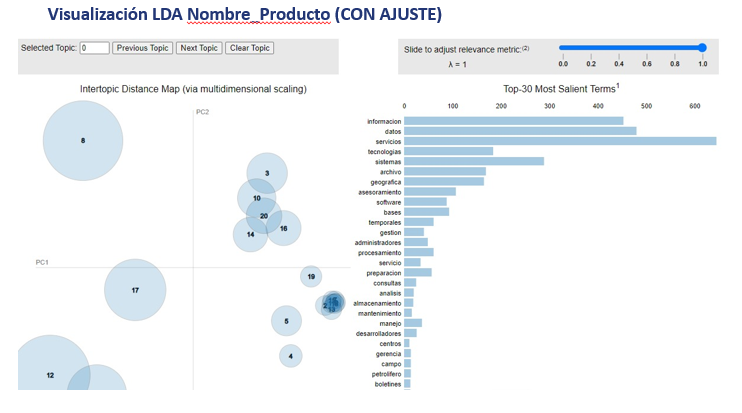 Visualización LDA Nombre_Producto (CON AJUSTE)
Selected Topic: 0 Previous Topic Next Topic Clear Topic
Slide to adjust relevance metric:(2)
λ = 1
0.0 0.2 0.4 0.6 0.8 1.0
Intertopic Distance Map (via multidimensional scaling)
PC2
PC1
8
3
10
20
14
16
19
17
5
4
12
Top-30 Most Salient Terms1
0 100 200 300 400 500 600
informacion
datos
servicios
tecnologias
sistemas
archivo
geografica
asesoramiento
software
bases
temporales
gestion
administradores
procesamiento
servicio
preparacion
consultas
analisis
almacenamiento
mantenimiento
manejo
desarrolladores
centros
gerencia
campo
petrolifero
boletines